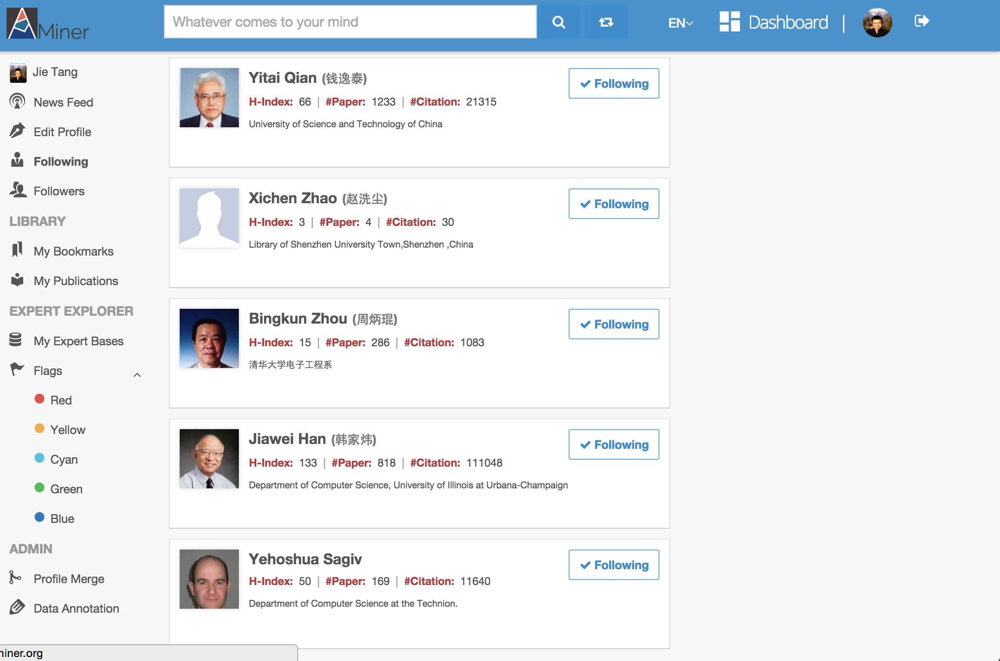 AMiner
Whatever comes to your mind
EN
Dashboard
|
Jie Tang
News Feed
Edit Profile
Following
Followers
LIBRARY
My Bookmarks
My Publications
EXPERT EXPLORER
My Expert Bases
Flags
Red
Yellow
Cyan
Green
Blue
ADMIN
Profile Merge
Data Annotation
Yitai Qian (钱逸泰)
Following
H-Index: 66 | #Paper: 1233 | #Citation: 21315
University of Science and Technology of China
Xichen Zhao (赵洗尘)
Following
H-Index: 3 | #Paper: 4 | #Citation: 30
Library of Shenzhen University Town,Shenzhen ,China
Bingkun Zhou (周炳琨)
Following
H-Index: 15 | #Paper: 286 | #Citation: 1083
清华大学电子工程系
Jiawei Han (韩家炜)
Following
H-Index: 133 | #Paper: 818 | #Citation: 111048
Department of Computer Science, University of Illinois at Urbana-Champaign
Yehoshua Sagiv
Following
H-Index: 50 | #Paper: 169 | #Citation: 11640
Department of Computer Science at the Technion.
niner.org